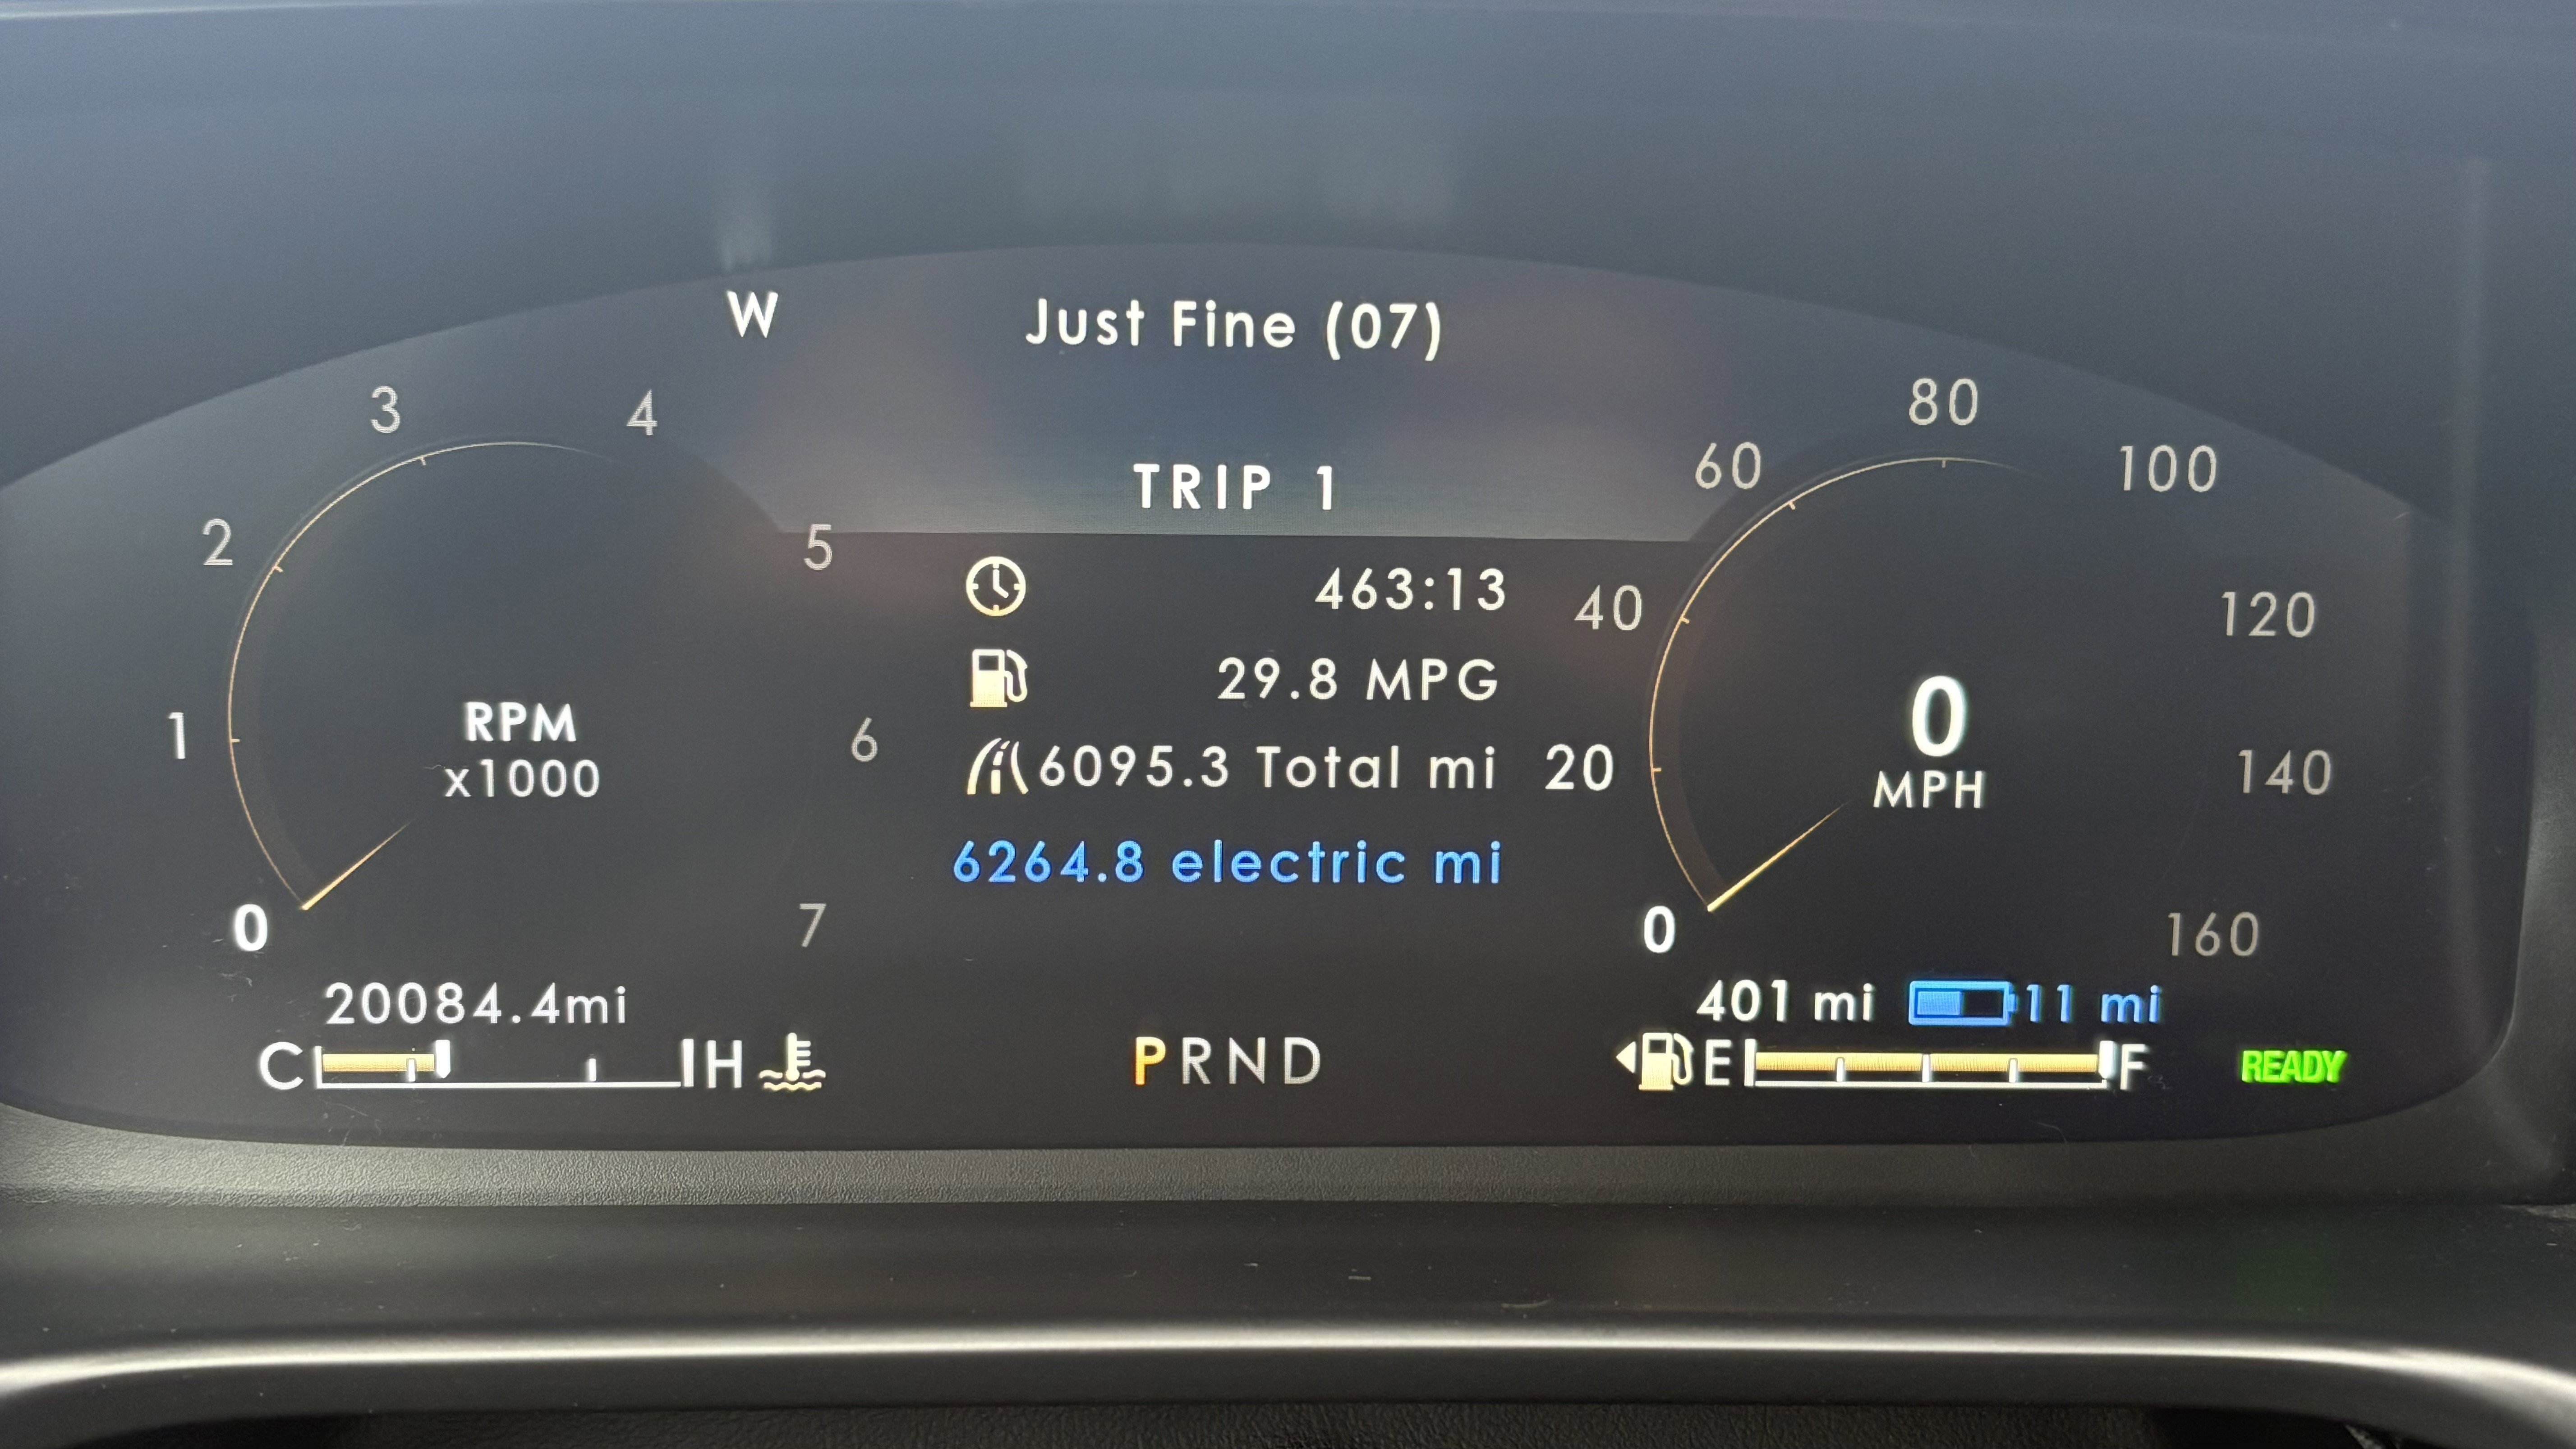 W
Just Fine (07)
TRIP 1
463:13
29.8 MPG
6095.3 Total mi
6264.8 electric mi
0
1
2
3
4
5
6
7
RPM
x1000
20084.4mi
C H
PRND
0
20
40
60
80
100
120
140
160
0
MPH
401 mi 11 mi
E F
READY